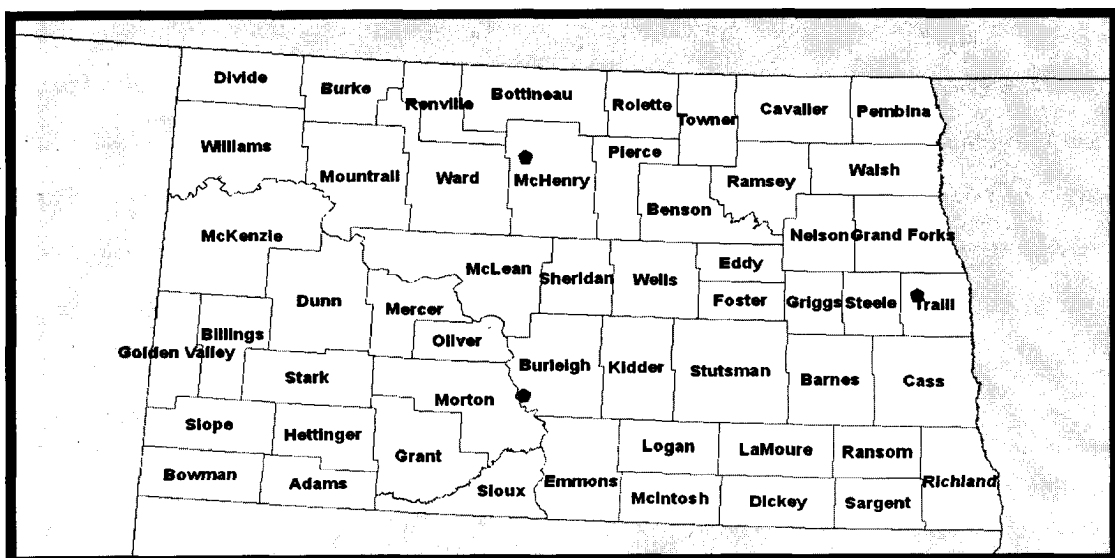 Divide
Burke
Renville
Bottineau
Rolette
Towner
Cavalier
Pembina
Williams
Mountrail
Ward
McHenry
Pierce
Benson
Ramsey
Walsh
McKenzie
Nelson
Grand Forks
McLean
Sheridan
Wells
Eddy
Dunn
Mercer
Foster
Griggs
Steele
Traill
Golden Valley
Billings
Oliver
Stark
Burleigh
Kidder
Stutsman
Barnes
Cass
Morton
Slope
Hettinger
Grant
Logan
LaMoure
Ransom
Bowman
Adams
Sioux
Emmons
McIntosh
Dickey
Sargent
Richland